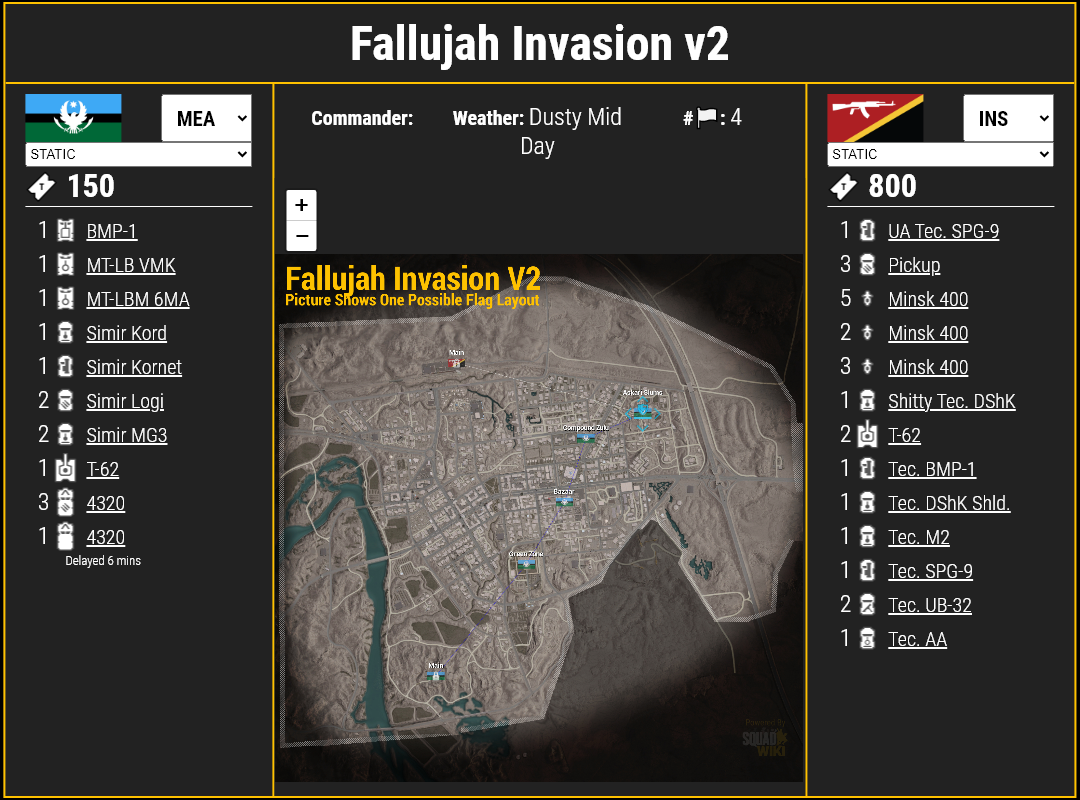 Fallujah Invasion v2
MEA
STATIC
150
1 BMP-1
1 MT-LB VMK
1 MT-LBM 6MA
1 Simir Kord
1 Simir Kornet
2 Simir Logi
2 Simir MG3
1 T-62
3 4320
1 4320
Delayed 6 mins
Commander:
Weather: Dusty Mid
Day
# : 4
+
−
Fallujah Invasion V2
Picture Shows One Possible Flag Layout
Main
Askari Slums
Compound Zulu
Bazaar
Green Zone
Main
Powered By
SQUAD
WIKI
INS
STATIC
800
1 UA Tec. SPG-9
3 Pickup
5 Minsk 400
2 Minsk 400
3 Minsk 400
1 Shitty Tec. DShK
2 T-62
1 Tec. BMP-1
1 Tec. DShK Shld.
1 Tec. M2
1 Tec. SPG-9
2 Tec. UB-32
1 Tec. AA